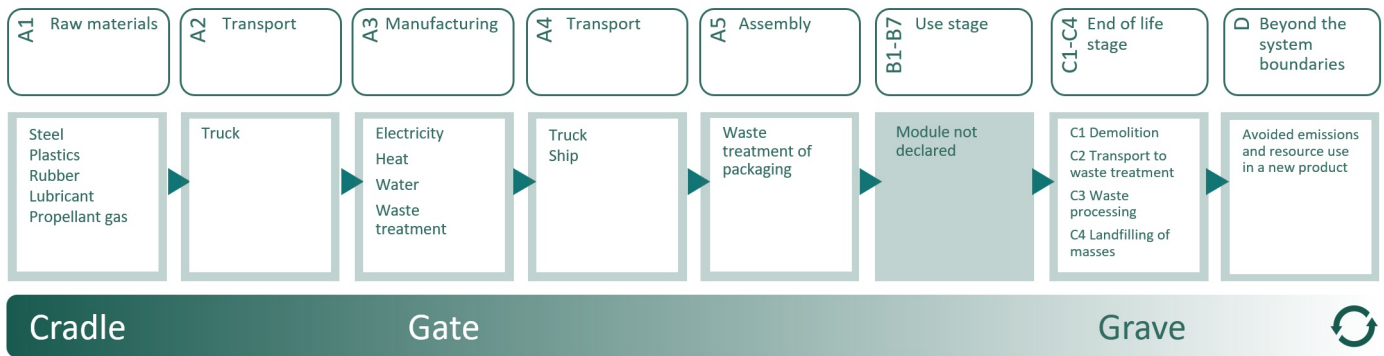 A1 Raw materials
A2 Transport
A3 Manufacturing
A4 Transport
A5 Assembly
B1-B7 Use stage
C1-C4 End of life
stage
D Beyond the
system
boundaries
Steel
Plastics
Rubber
Lubricant
Propellant gas
Truck
Electricity
Heat
Water
Waste
treatment
Truck
Ship
Waste
treatment of
packaging
Module not
declared
C1 Demolition
C2 Transport to
waste treatment
C3 Waste
processing
C4 Landfilling of
masses
Avoided emissions
and resource use
in a new product
Cradle
Gate
Grave